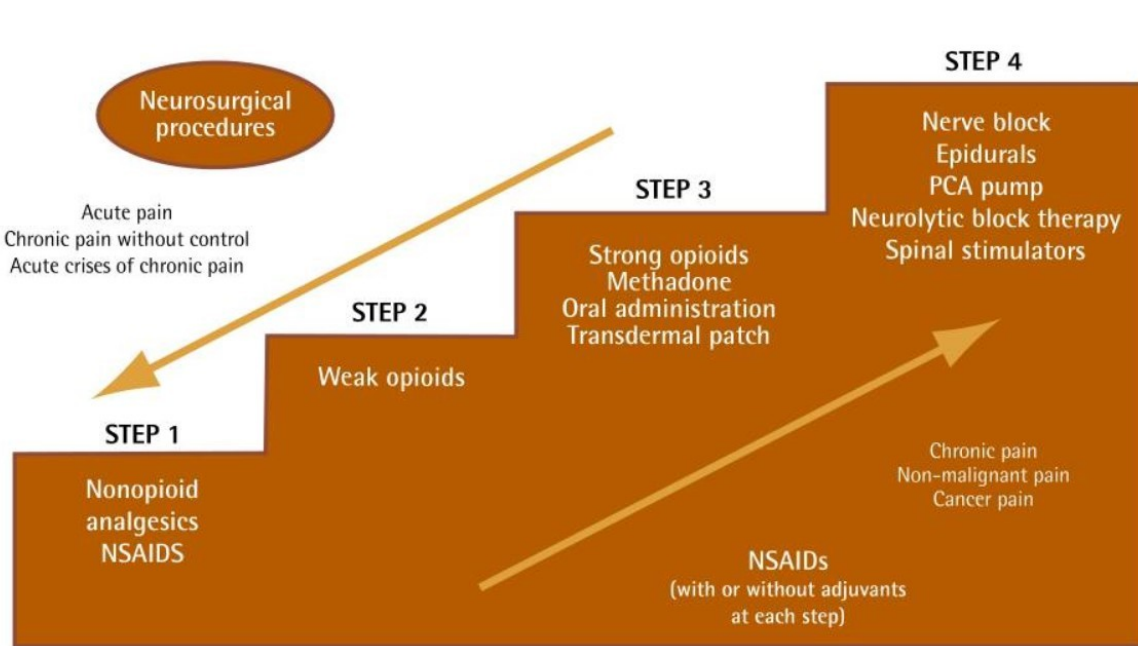 Neurosurgical
procedures
Acute pain
Chronic pain without control
Acute crises of chronic pain
STEP 1
Nonopioid
analgesics
NSAIDS
STEP 2
Weak opioids
STEP 3
Strong opioids
Methadone
Oral administration
Transdermal patch
STEP 4
Nerve block
Epidurals
PCA pump
Neurolytic block therapy
Spinal stimulators
Chronic pain
Non-malignant pain
Cancer pain
NSAIDs
(with or without adjuvants
at each step)